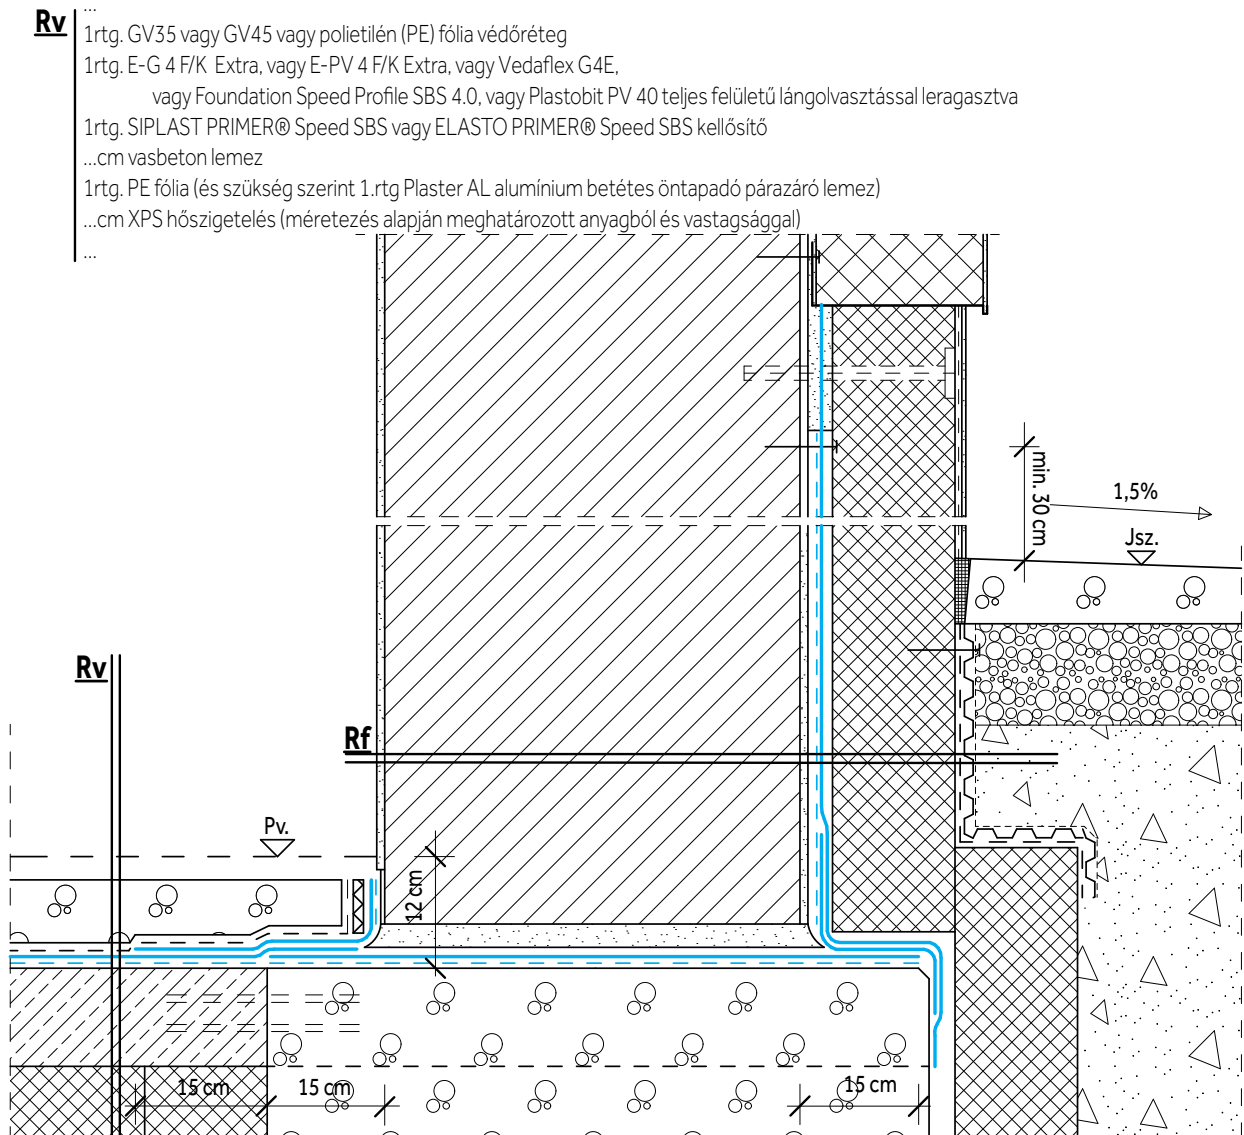 ...
Rv
1rtg. GV35 vagy GV45 vagy polietilén (PE) fólia védőréteg
1rtg. E-G 4 F/K Extra, vagy E-PV 4 F/K Extra, vagy Vedaflex G4E,
vagy Foundation Speed Profile SBS 4.0, vagy Plastobit PV 40 teljes felületű lángolvasztással leragasztva
1rtg. SIPLAST PRIMER® Speed SBS vagy ELASTO PRIMER® Speed SBS kellősítő
...cm vasbeton lemez
1rtg. PE fólia (és szükség szerint 1.rtg Plaster AL alumínium betétes öntapadó párazáró lemez)
...cm XPS hőszigetelés (méretezés alapján meghatározott anyagból és vastagsággal)
...
min. 30 cm
1,5%
Jsz.
Rv
Rf
Pv.
12 cm
15 cm
15 cm
15 cm